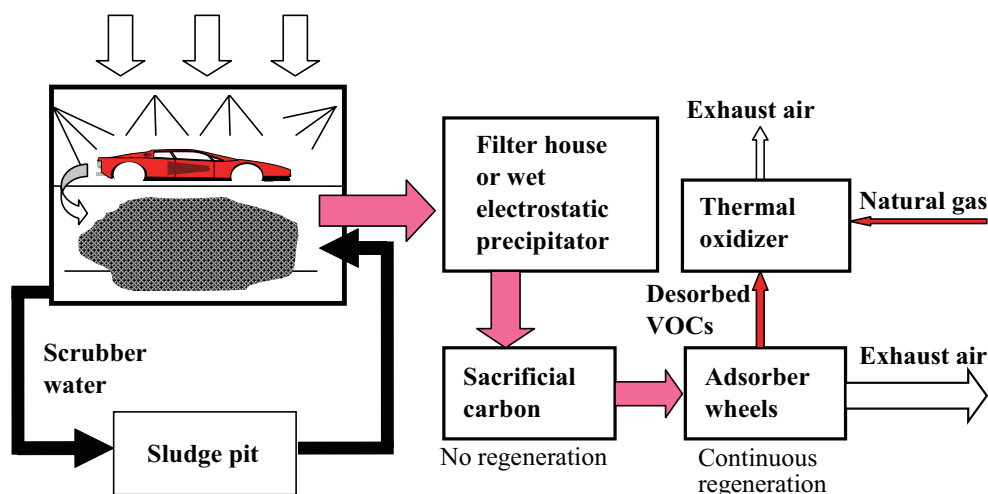 Scrubber
water
Sludge pit
Filter house
or wet
electrostatic
precipitator
Sacrificial
carbon
No regeneration
Exhaust air
Thermal
oxidizer
Natural gas
Desorbed
VOCs
Adsorber
wheels
Exhaust air
Continuous
regeneration